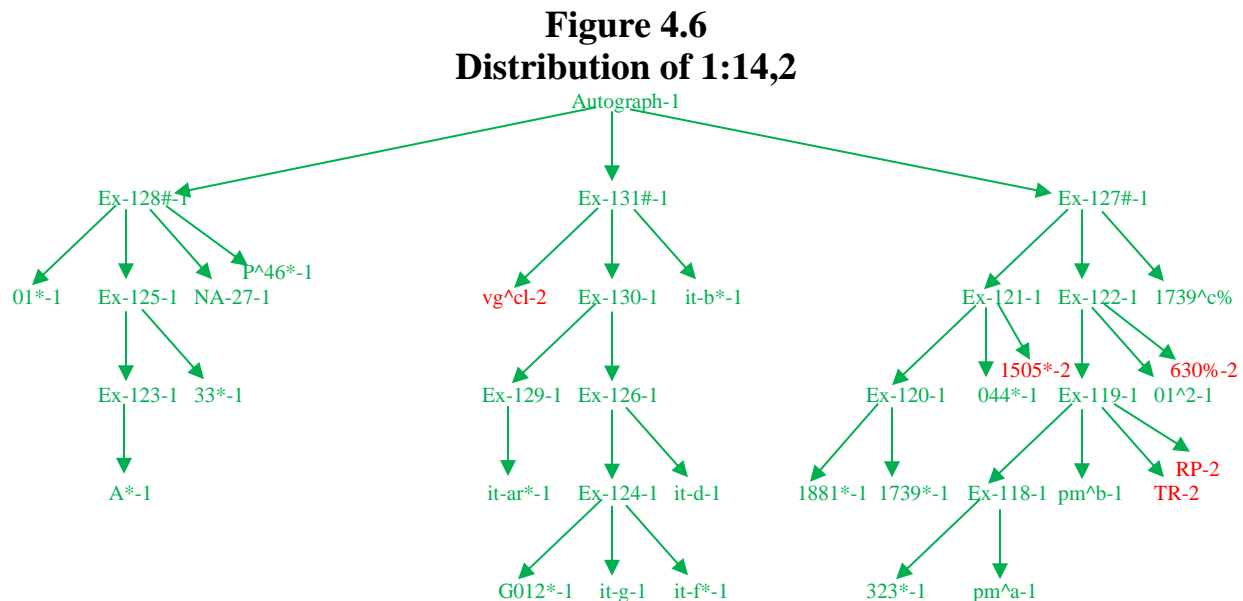 Figure 4.6
Distribution of 1:14,2
Autograph-1
Ex-128#-1 Ex-131#-1 Ex-127#-1
P^46*-1
01*-1 Ex-125-1 NA-27-1 vg^cl-2 Ex-130-1 it-b*-1 Ex-121-1 Ex-122-1 1739^c%
1505*-2 630%-2
Ex-123-1 33*-1 Ex-129-1 Ex-126-1 Ex-120-1 044*-1 Ex-119-1 01^2-1
RP-2
A*-1 it-ar*-1 Ex-124-1 it-d-1 1881*-1 1739*-1 Ex-118-1 pm^b-1 TR-2
G012*-1 it-g-1 it-f*-1 323*-1 pm^a-1